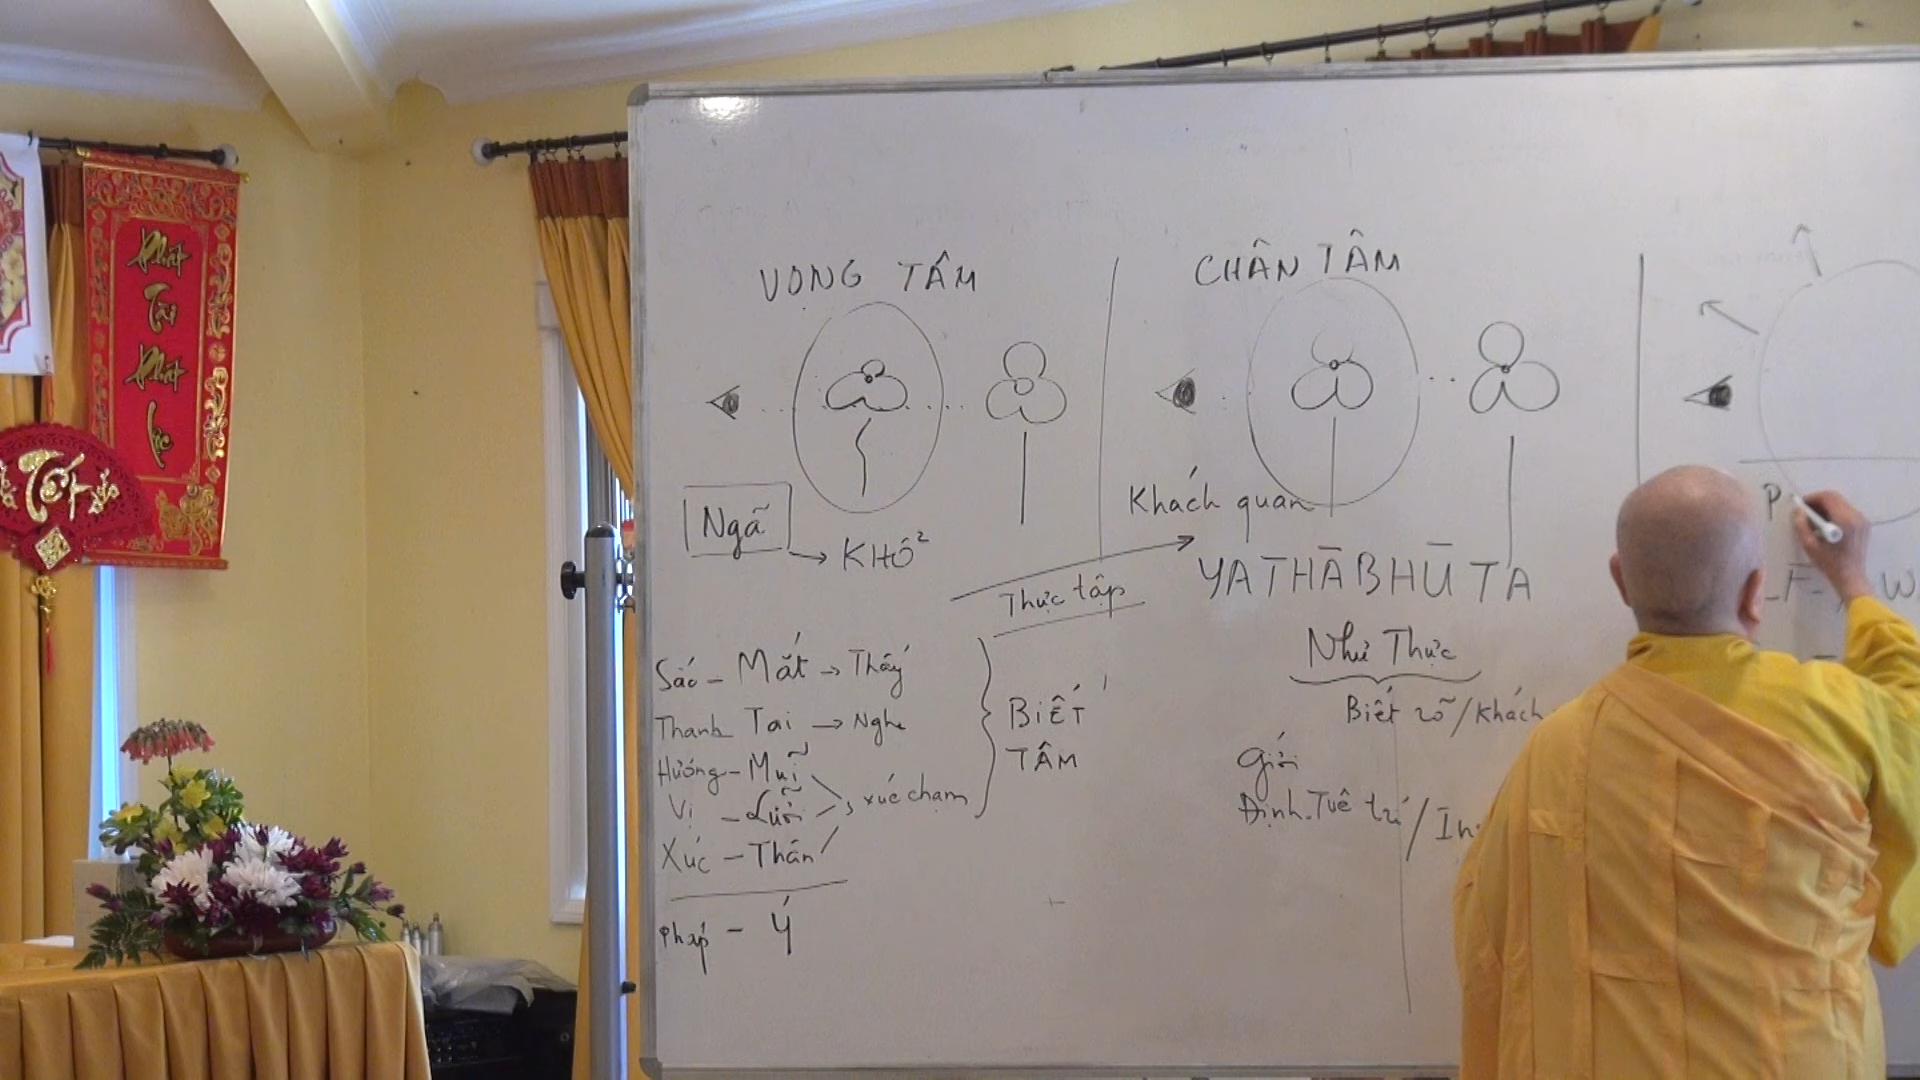 Phát
Tài
Phát
Lộc
Tết
VỌNG TÂM
Ngã → KHỔ²
Sắc - Mắt → Thấy
Thanh Tai → Nghe
Hương - Mũi
Vị - Lưỡi
xúc chạm
Xúc - Thân
Pháp - Ý
BIẾT
TÂM
Thực tập
CHÂN TÂM
Khách quan
YATHĀBHŪTA
Như Thực
Biết rõ / Khách
Giới
Định. Tuệ trí /
P